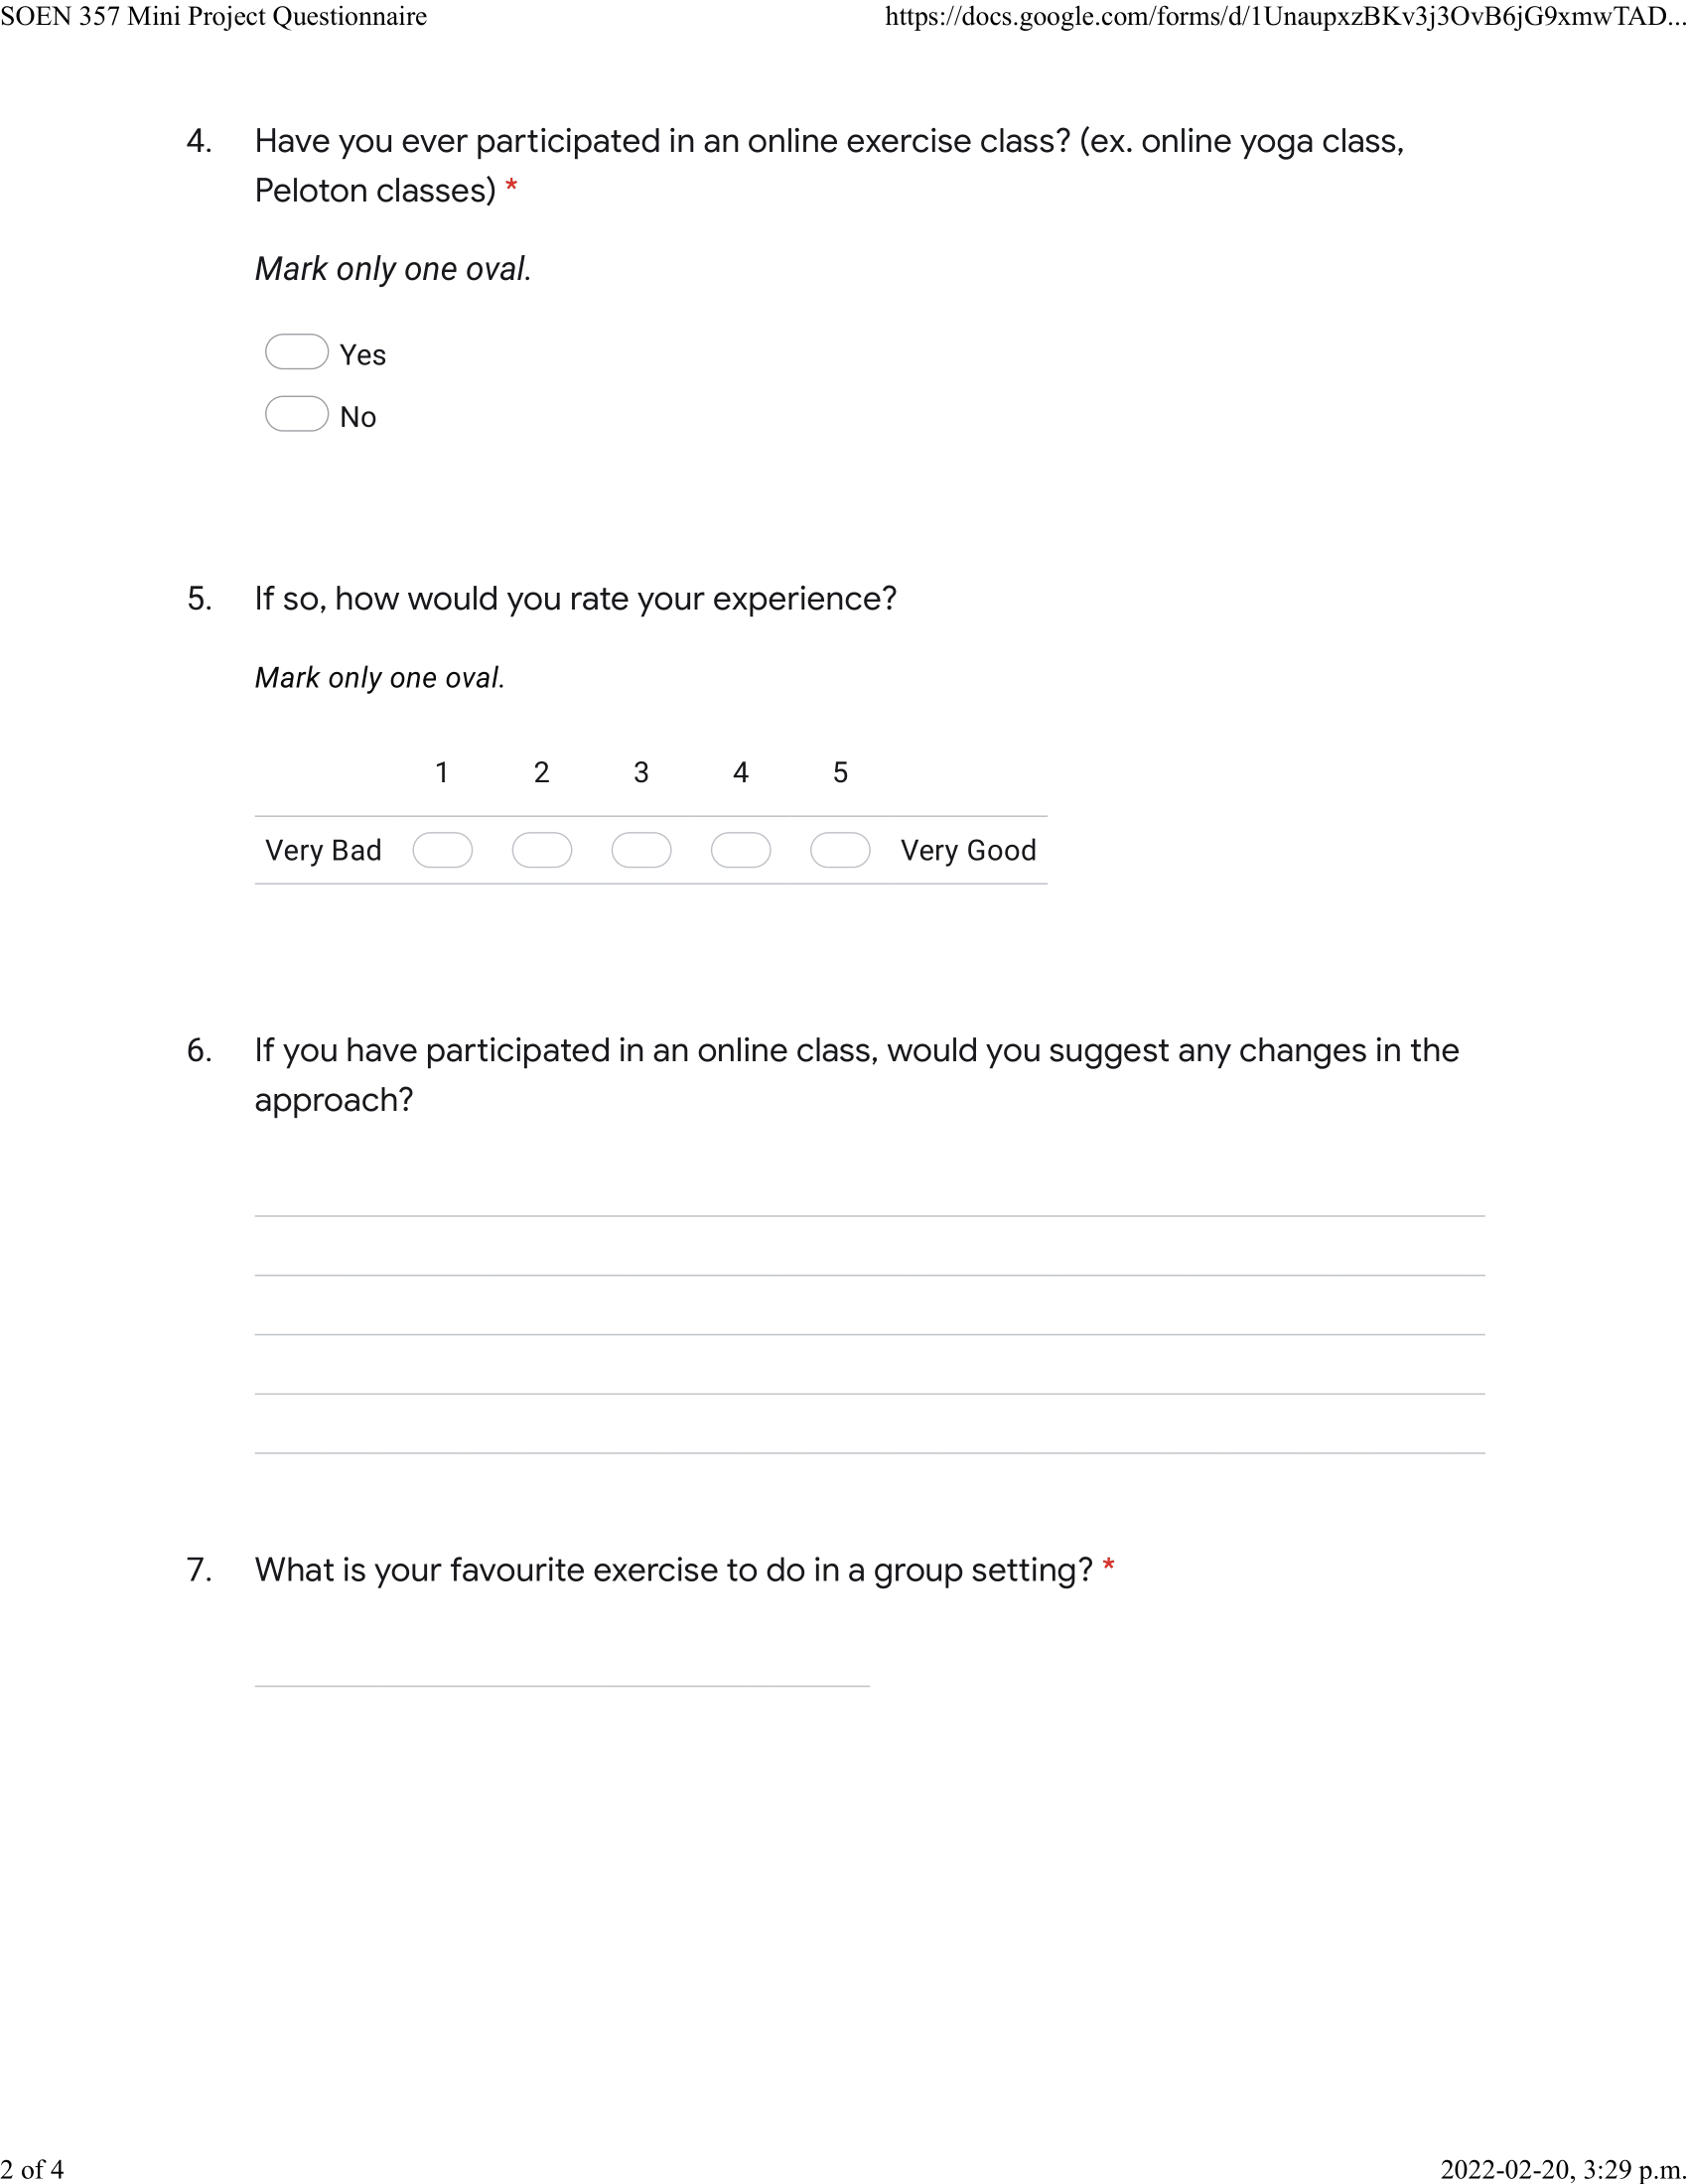 SOEN 357 Mini Project Questionnaire https://docs.google.com/forms/d/1UnaupxzBKv3j3OvB6jG9xmwTAD...
4. Have you ever participated in an online exercise class? (ex. online yoga class,
Peloton classes) *
Mark only one oval.
Yes
No
5. If so, how would you rate your experience?
Mark only one oval.
1 2 3 4 5
Very Bad Very Good
6. If you have participated in an online class, would you suggest any changes in the
approach?
7. What is your favourite exercise to do in a group setting? *
2 of 4 2022-02-20, 3:29 p.m.